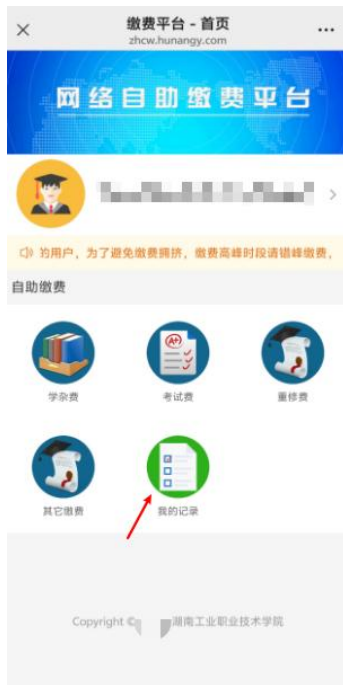 缴费平台 - 首页
zhcw.hunangy.com
网络自助缴费平台
的用户，为了避免缴费拥挤，缴费高峰时段请错峰缴费，
自助缴费
A+
学杂费
考试费
重修费
其它缴费
我的记录
Copyright © 湖南工业职业技术学院